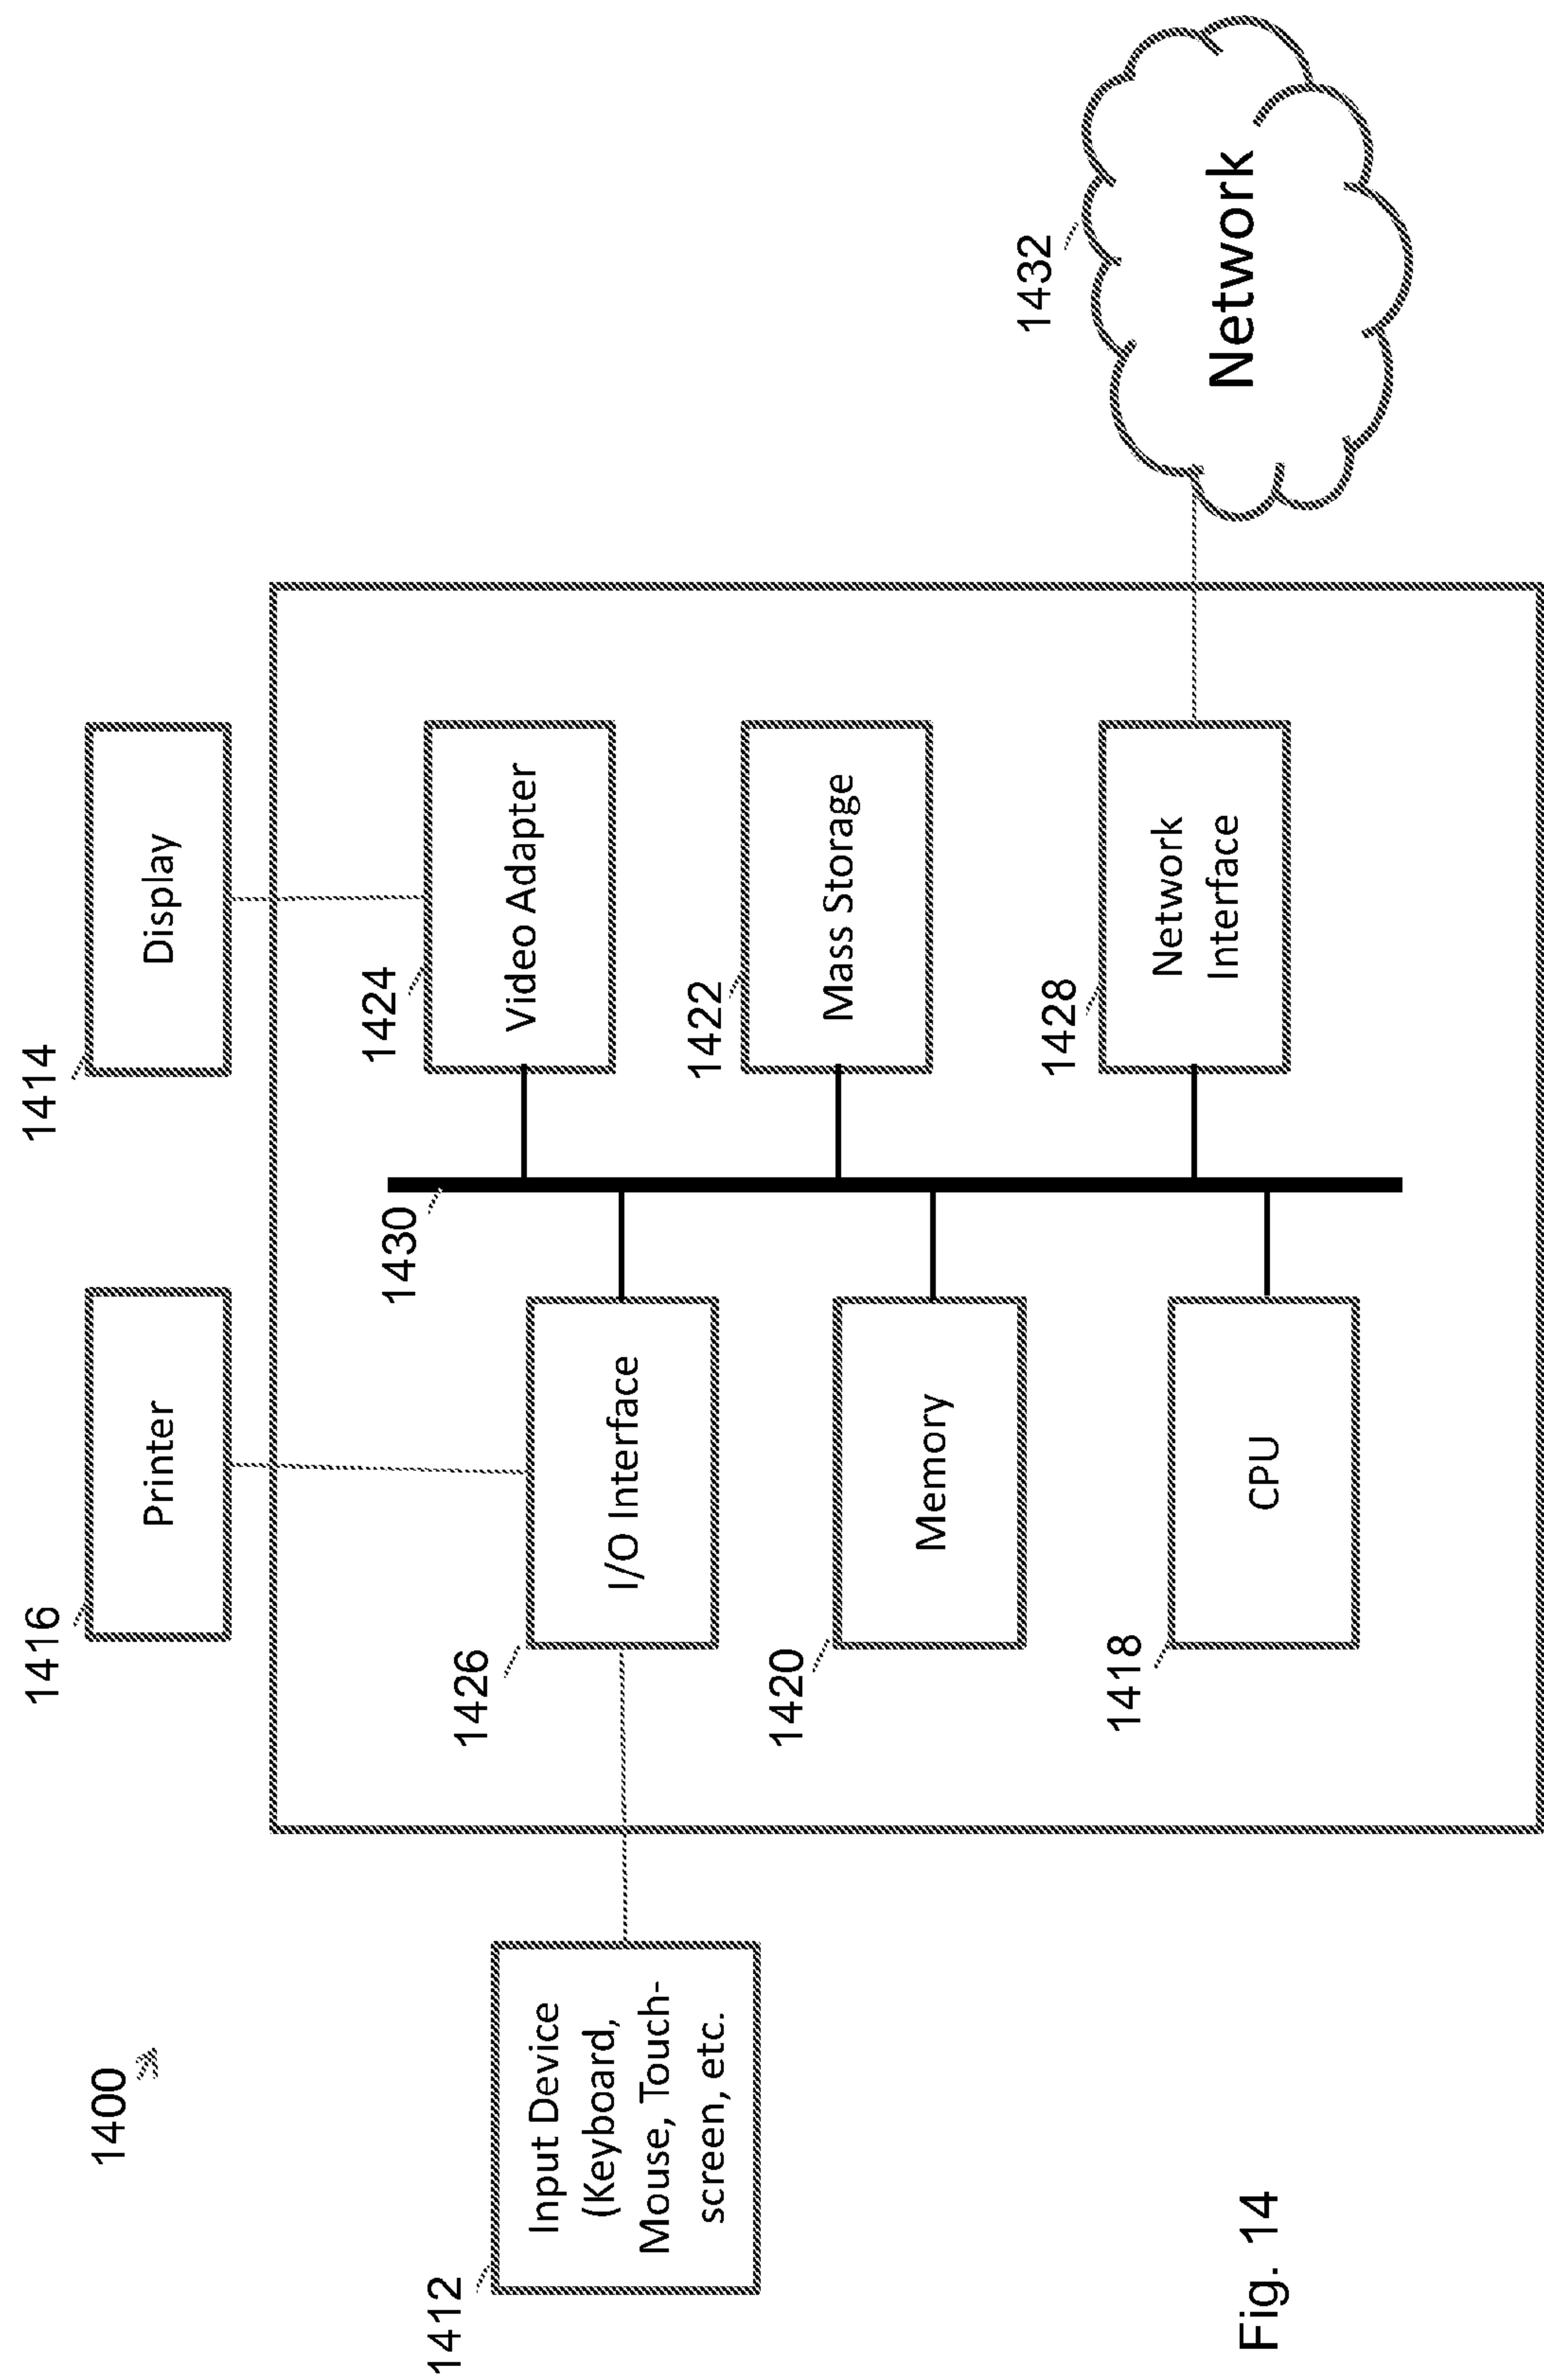 1400
1416
Printer
1414
Display
1412
Input Device
(Keyboard,
Mouse, Touch-
screen, etc.
1426
I/O Interface
1430
1424
Video Adapter
1420
Memory
1422
Mass Storage
1418
CPU
1428
Network
Interface
1432
Network
Fig. 14